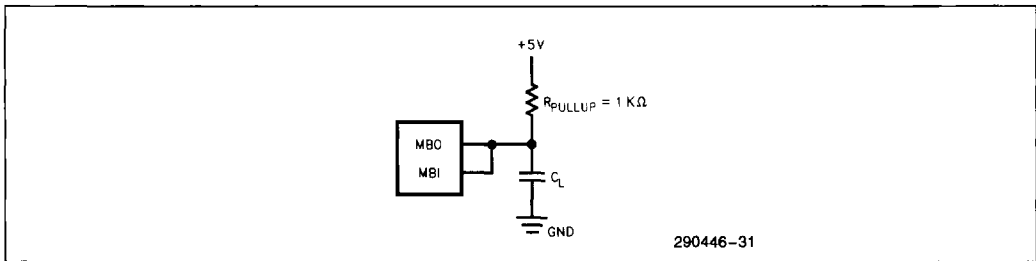 +5V
R_PULLUP = 1 KΩ
MBO
MBI
C_L
GND
290446-31